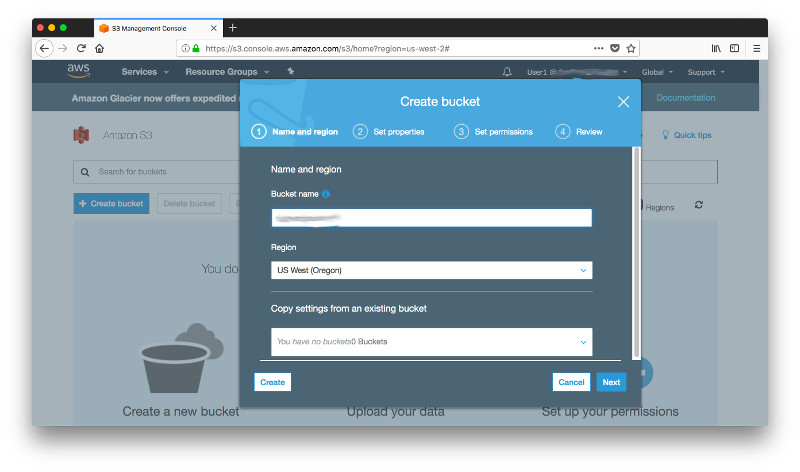 S3 Management Console
https://s3.console.aws.amazon.com/s3/home?region=us-west-2#
aws
Services
Resource Groups
User1 @
Global
Support
Amazon Glacier now offers expedited
Documentation
Create bucket
1 Name and region
2 Set properties
3 Set permissions
4 Review
Amazon S3
Quick tips
Search for buckets
Create bucket
Delete bucket
Regions
Name and region
Bucket name
Region
US West (Oregon)
Copy settings from an existing bucket
You have no buckets0 Buckets
You do
Create
Cancel
Next
Create a new bucket
Upload your data
Set up your permissions